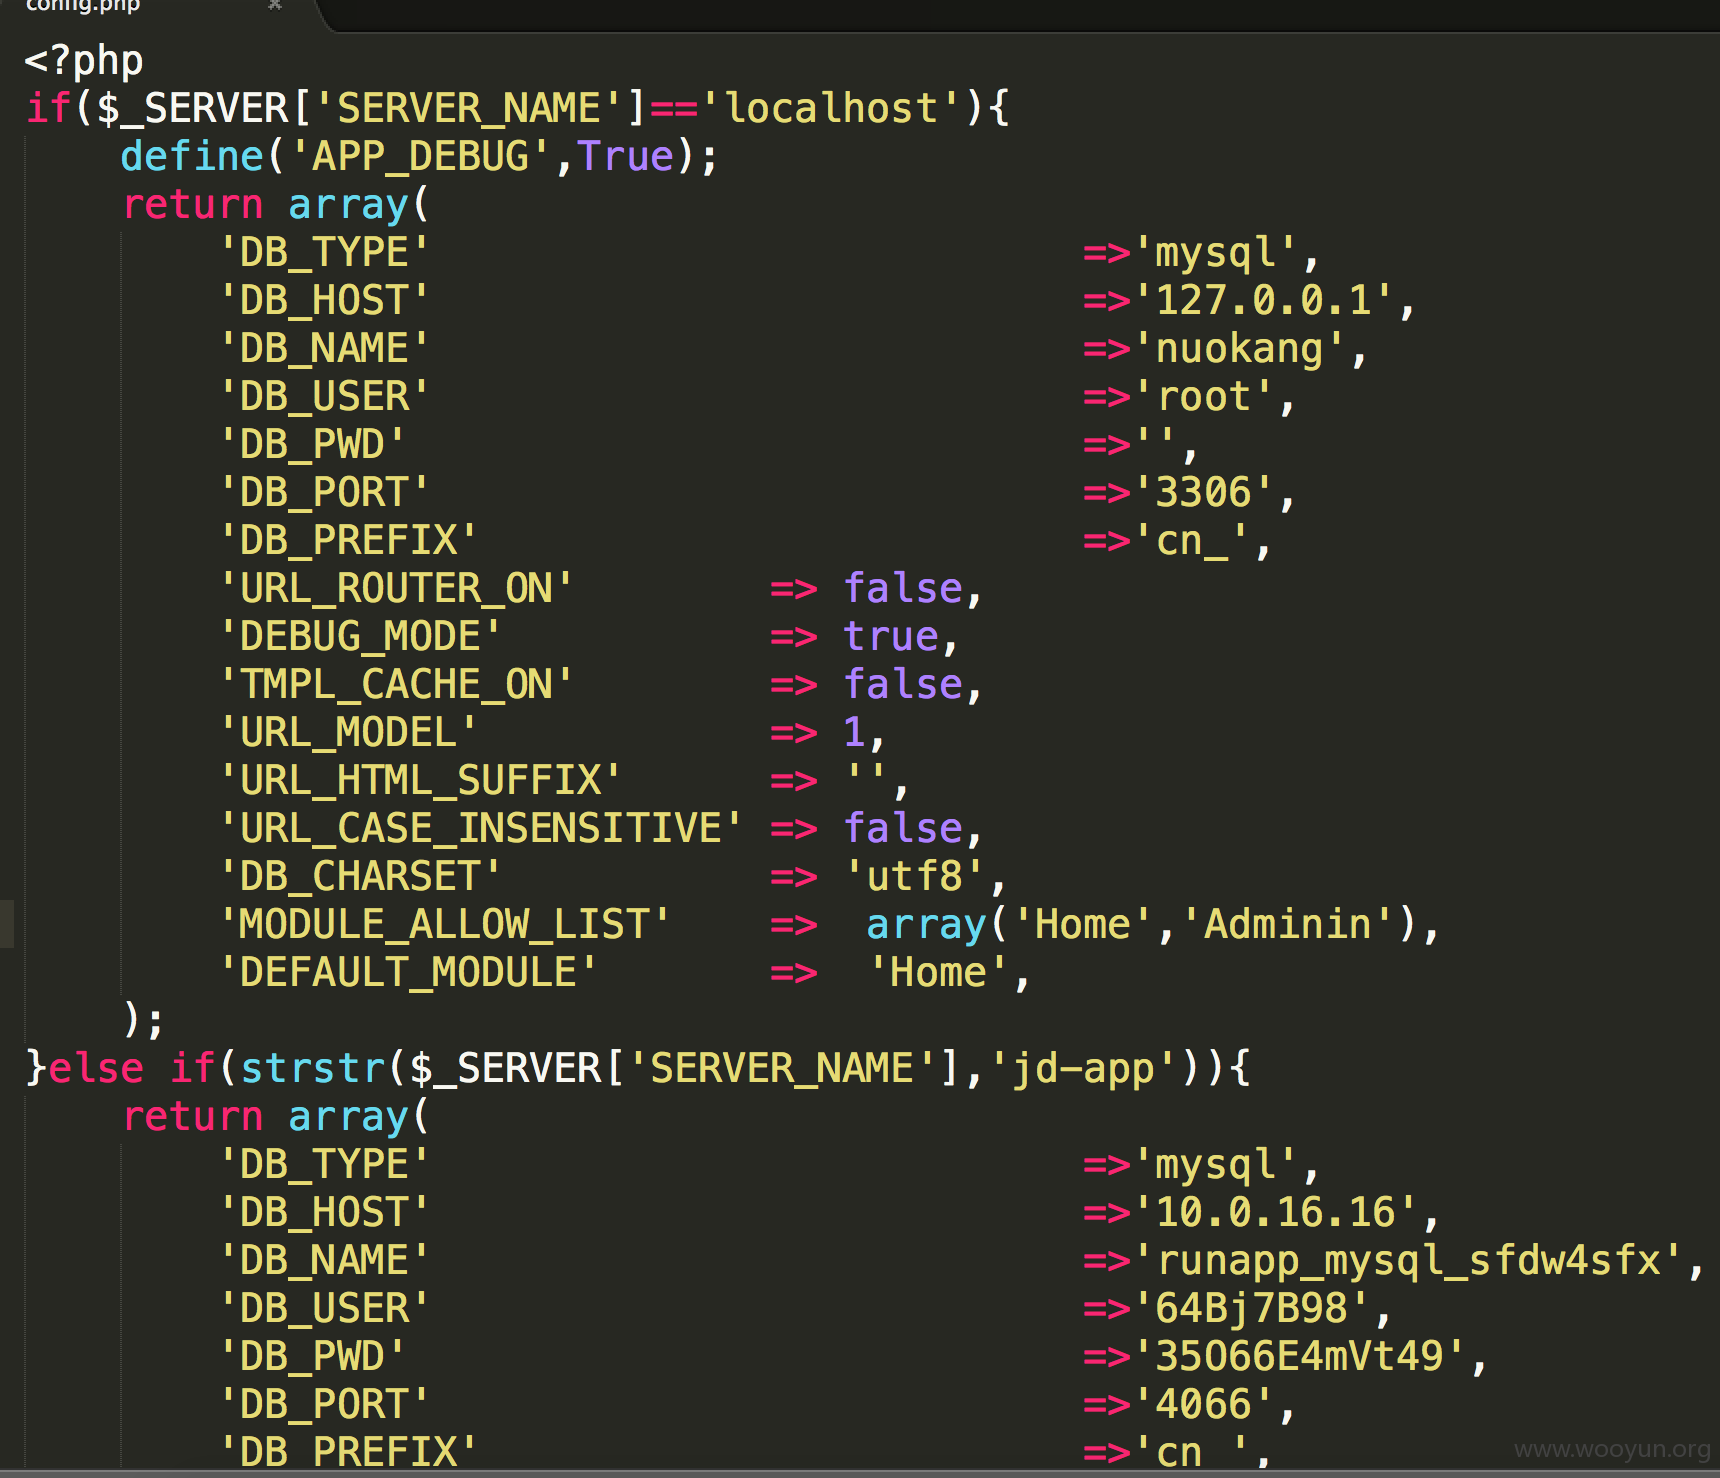 config.php ×
<?php
if($_SERVER['SERVER_NAME']=='localhost'){
    define('APP_DEBUG',True);
    return array(
        'DB_TYPE' =>'mysql',
        'DB_HOST' =>'127.0.0.1',
        'DB_NAME' =>'nuokang',
        'DB_USER' =>'root',
        'DB_PWD' =>'',
        'DB_PORT' =>'3306',
        'DB_PREFIX' =>'cn_',
        'URL_ROUTER_ON' => false,
        'DEBUG_MODE' => true,
        'TMPL_CACHE_ON' => false,
        'URL_MODEL' => 1,
        'URL_HTML_SUFFIX' => '',
        'URL_CASE_INSENSITIVE' => false,
        'DB_CHARSET' => 'utf8',
        'MODULE_ALLOW_LIST' =>  array('Home','Adminin'),
        'DEFAULT_MODULE' =>  'Home',
    );
}else if(strstr($_SERVER['SERVER_NAME'],'jd-app')){
    return array(
        'DB_TYPE' =>'mysql',
        'DB_HOST' =>'10.0.16.16',
        'DB_NAME' =>'runapp_mysql_sfdw4sfx',
        'DB_USER' =>'64Bj7B98',
        'DB_PWD' =>'35O66E4mVt49',
        'DB_PORT' =>'4066',
        'DB_PREFIX' =>'cn_',
www.wooyun.org